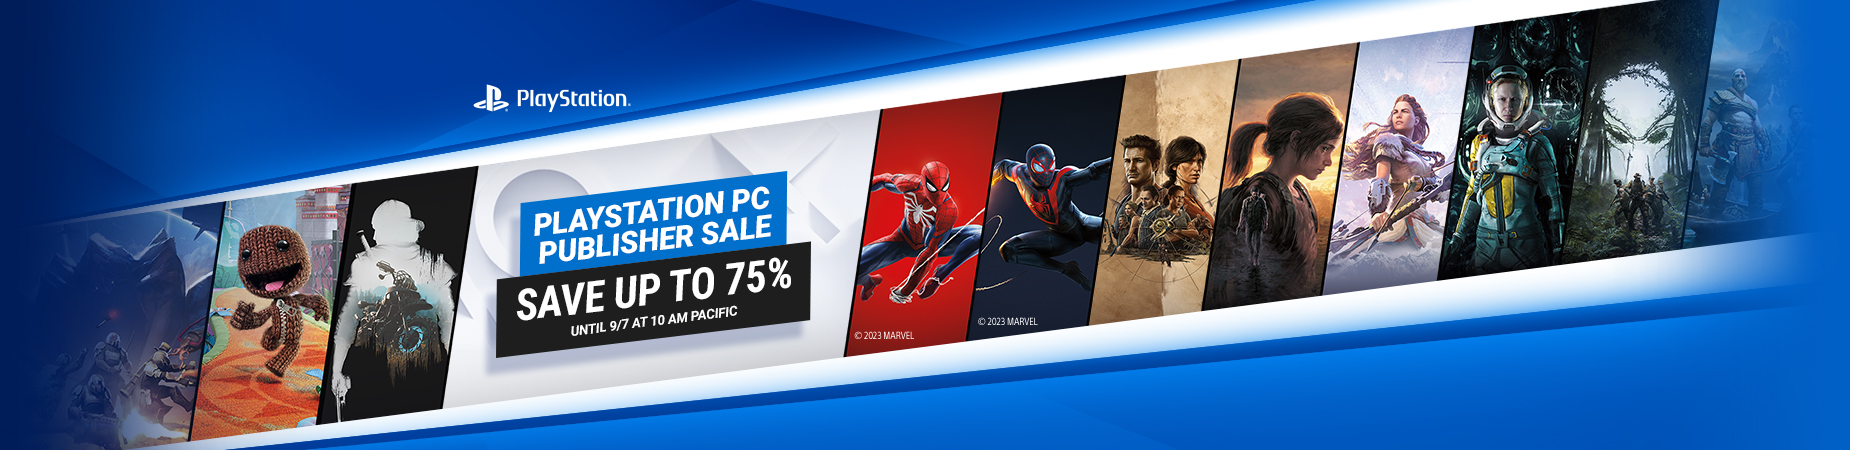 PlayStation.
PLAYSTATION PC
PUBLISHER SALE
SAVE UP TO 75%
UNTIL 9/7 AT 10 AM PACIFIC
© 2023 MARVEL
© 2023 MARVEL